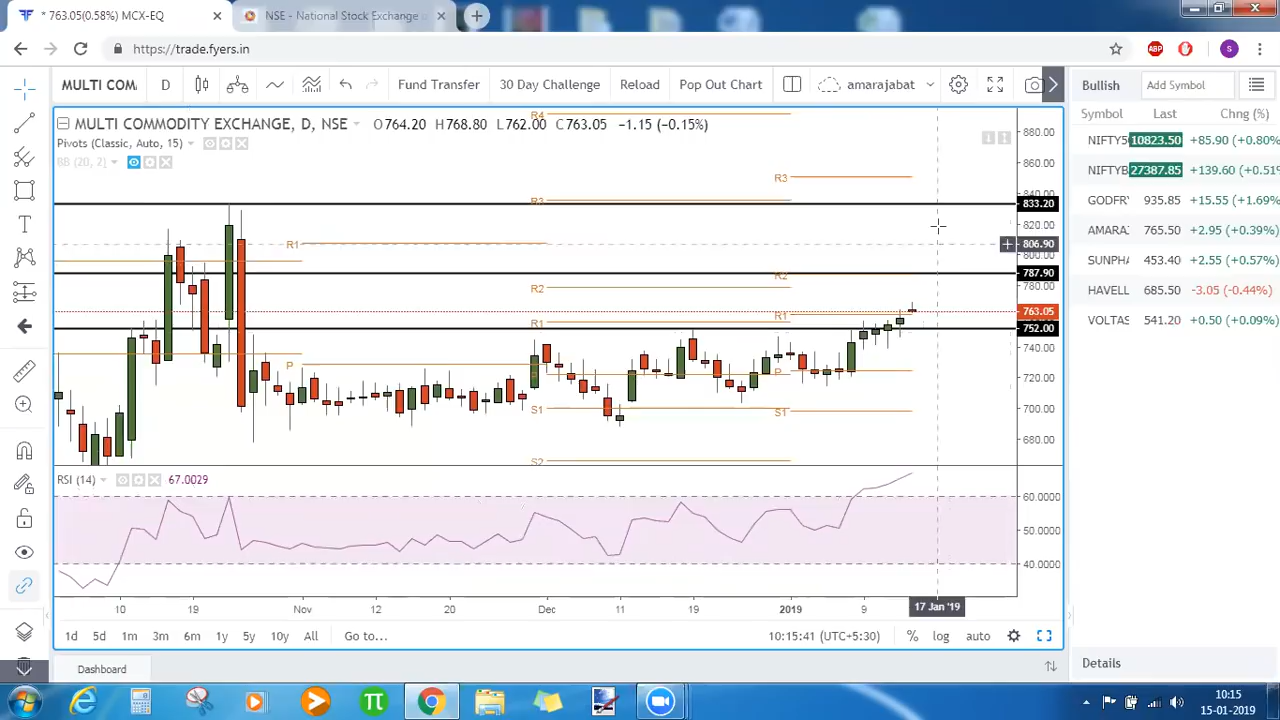 * 763.05(0.58%) MCX-EQ
NSE - National Stock Exchange o
https://trade.fyers.in
ABP
S
MULTI COM
D
Fund Transfer
30 Day Challenge
Reload
Pop Out Chart
amarajabat
Bullish
Add Symbol
MULTI COMMODITY EXCHANGE, D, NSE
O764.20 H768.80 L762.00 C763.05 −1.15 (−0.15%)
Pivots (Classic, Auto, 15)
BB (20, 2)
Symbol Last Chng (%)
NIFTY5 10823.50 +85.90 (+0.80%
NIFTYB 27387.85 +139.60 (+0.51%
GODFRY 935.85 +15.55 (+1.69%
AMARA 765.50 +2.95 (+0.39%
SUNPHA 453.40 +2.55 (+0.57%
HAVELL 685.50 -3.05 (-0.44%)
VOLTAS 541.20 +0.50 (+0.09%
R4
R3
R3
R1
R2
R2
R1
R1
P
P
S1
S1
S2
880.00
860.00
840.00
833.20
820.00
806.90
800.00
787.90
780.00
763.05
752.00
740.00
720.00
700.00
680.00
RSI (14)
67.0029
60.0000
50.0000
40.0000
10 19 Nov 12 20 Dec 11 19 2019 9 17 Jan '19
1d 5d 1m 3m 6m 1y 5y 10y All Go to...
10:15:41 (UTC+5:30) % log auto
Details
Dashboard
10:15
15-01-2019